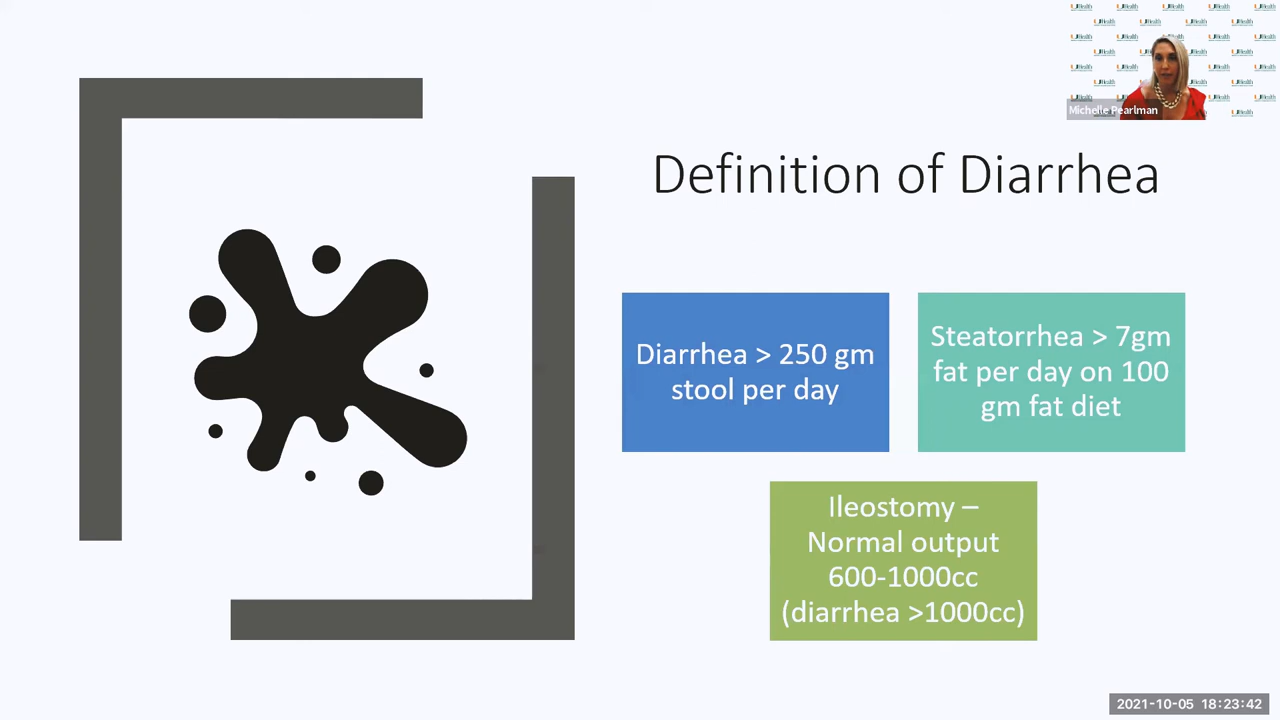 UHealth
Michelle Pearlman
Definition of Diarrhea
Diarrhea > 250 gm
stool per day
Steatorrhea > 7gm
fat per day on 100
gm fat diet
Ileostomy –
Normal output
600-1000cc
(diarrhea >1000cc)
2021-10-05 18:23:42